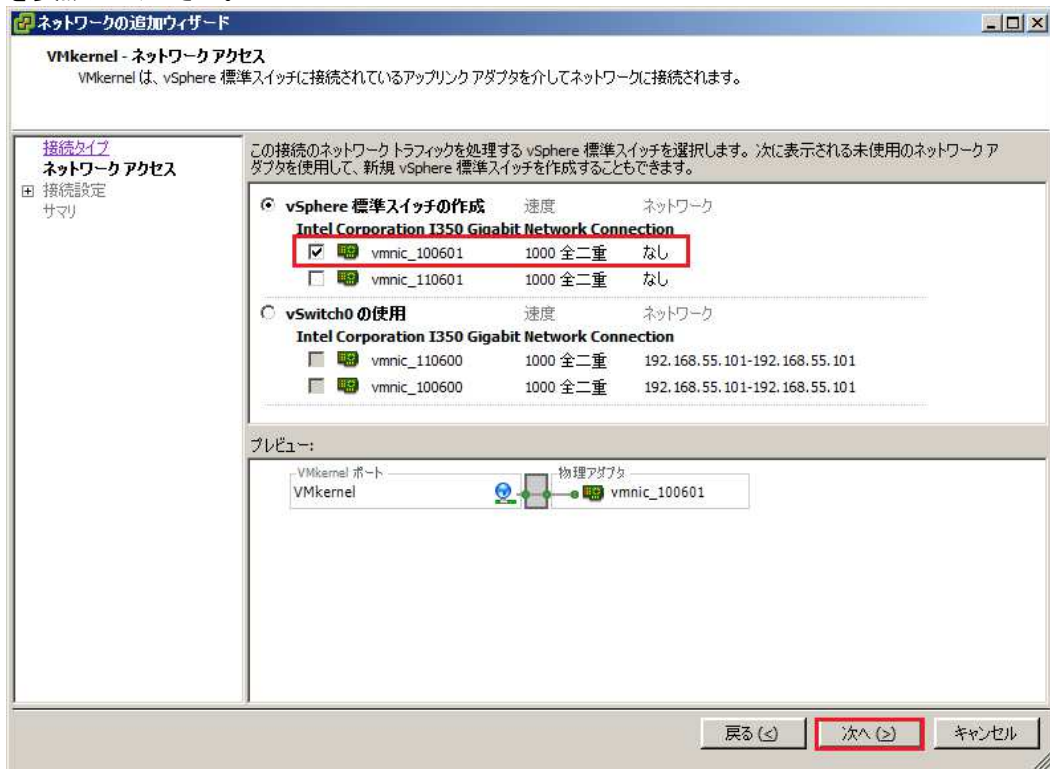 ネットワークの追加ウィザード
VMkernel - ネットワーク アクセス
VMkernel は、vSphere 標準スイッチに接続されているアップリンク アダプタを介してネットワークに接続されます。
接続タイプ
ネットワーク アクセス
接続設定
サマリ
この接続のネットワーク トラフィックを処理する vSphere 標準スイッチを選択します。次に表示される未使用のネットワーク ア
ダプタを使用して、新規 vSphere 標準スイッチを作成することもできます。
vSphere 標準スイッチの作成 速度 ネットワーク
Intel Corporation I350 Gigabit Network Connection
vmnic_100601 1000 全二重 なし
vmnic_110601 1000 全二重 なし
vSwitch0 の使用 速度 ネットワーク
Intel Corporation I350 Gigabit Network Connection
vmnic_110600 1000 全二重 192.168.55.101-192.168.55.101
vmnic_100600 1000 全二重 192.168.55.101-192.168.55.101
プレビュー:
VMkernel ポート 物理アダプタ
VMkernel vmnic_100601
戻る (<) 次へ (>) キャンセル